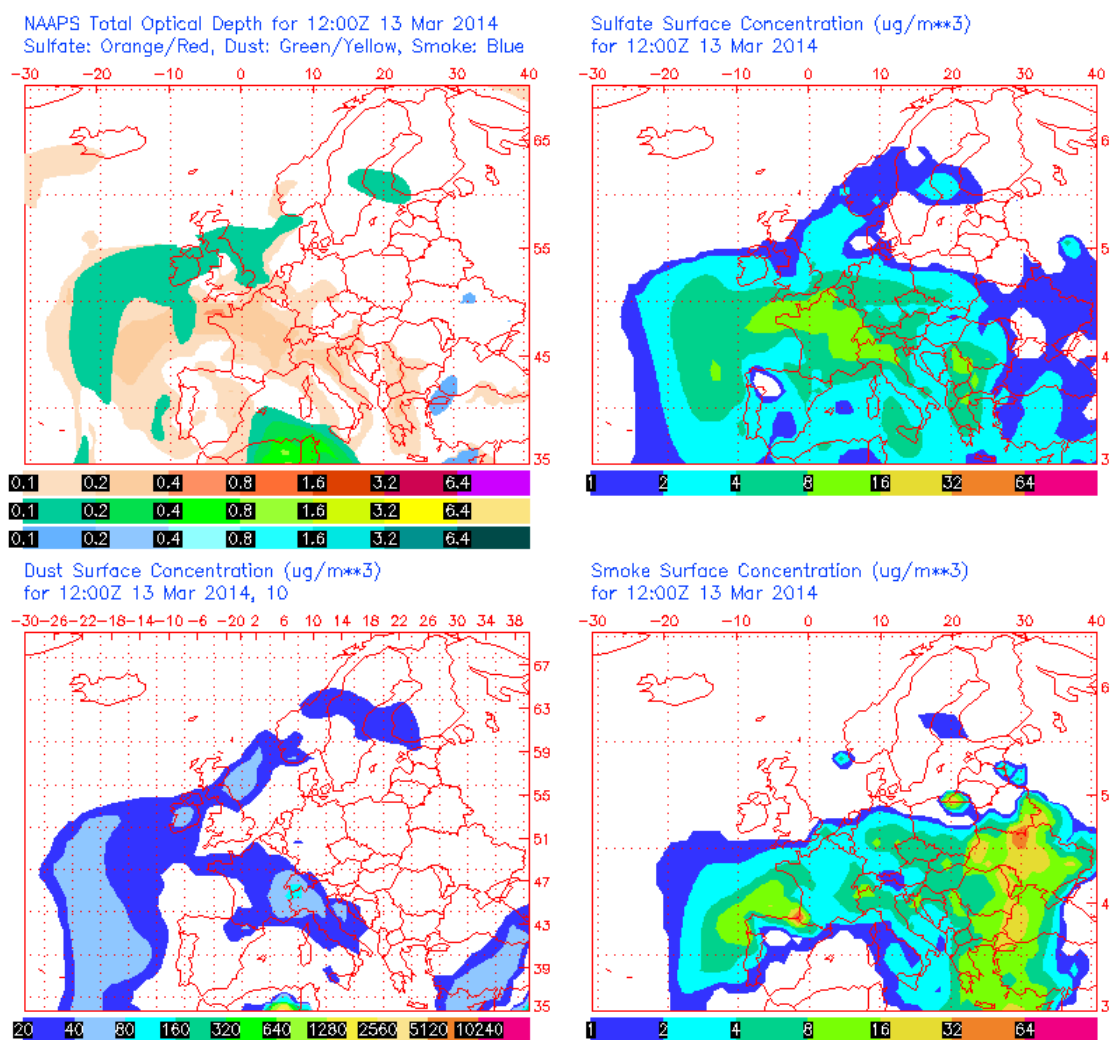 NAAPS Total Optical Depth for 12:00Z 13 Mar 2014
Sulfate: Orange/Red, Dust: Green/Yellow, Smoke: Blue
-30 -20 -10 0 10 20 30 40
65
55
45
35
0.1 0.2 0.4 0.8 1.6 3.2 6.4
0.1 0.2 0.4 0.8 1.6 3.2 6.4
0.1 0.2 0.4 0.8 1.6 3.2 6.4
Sulfate Surface Concentration (ug/m**3)
for 12:00Z 13 Mar 2014
-30 -20 -10 0 10 20 30 40
6
5
4
3
1 2 4 8 16 32 64
Dust Surface Concentration (ug/m**3)
for 12:00Z 13 Mar 2014, 10
-30-26-22-18-14-10-6 -20 2 6 10 14 18 22 26 30 34 38
67
63
59
55
51
47
43
39
35
20 40 80 160 320 640 1280 2560 5120 10240
Smoke Surface Concentration (ug/m**3)
for 12:00Z 13 Mar 2014
-30 -20 -10 0 10 20 30 40
6
5
4
3
1 2 4 8 16 32 64